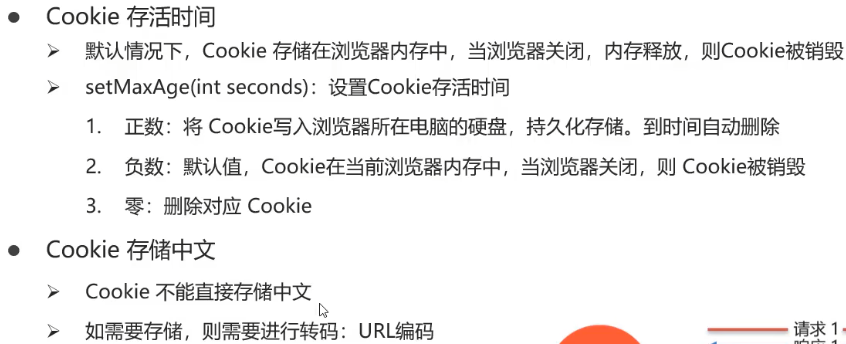 ● Cookie 存活时间
➢ 默认情况下，Cookie 存储在浏览器内存中，当浏览器关闭，内存释放，则Cookie被销毁
➢ setMaxAge(int seconds)：设置Cookie存活时间
1. 正数：将 Cookie写入浏览器所在电脑的硬盘，持久化存储。到时间自动删除
2. 负数：默认值，Cookie在当前浏览器内存中，当浏览器关闭，则 Cookie被销毁
3. 零：删除对应 Cookie
● Cookie 存储中文
➢ Cookie 不能直接存储中文
➢ 如需要存储，则需要进行转码：URL编码
请求 1